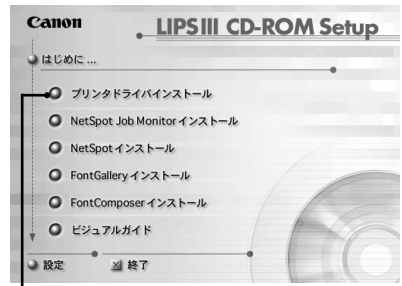 Canon
LIPSIII CD-ROM Setup
はじめに ...
プリンタドライバインストール
NetSpot Job Monitorインストール
NetSpotインストール
FontGalleryインストール
FontComposerインストール
ビジュアルガイド
設定 終了